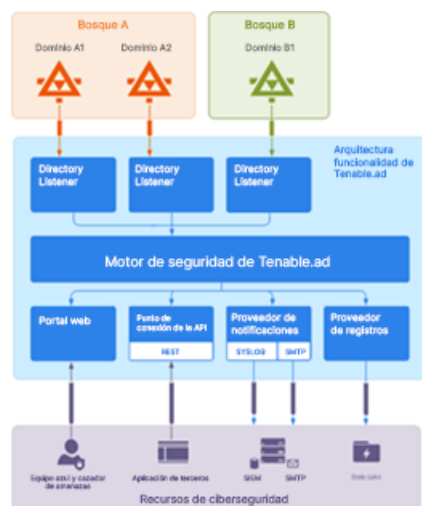 Bosque A
Bosque B
Dominio A1
Dominio A2
Dominio B1
Arquitectura
funcionalidad de
Tenable.ad
Directory
Listener
Directory
Listener
Directory
Listener
Motor de seguridad de Tenable.ad
Portal web
Punto de
conexión de la API
REST
Proveedor de
notificaciones
SYSLOG
SMTP
Proveedor
de registros
Equipo azul y cazador
de amenazas
Aplicación de terceros
SIEM
SMTP
Data Lake
Recursos de ciberseguridad